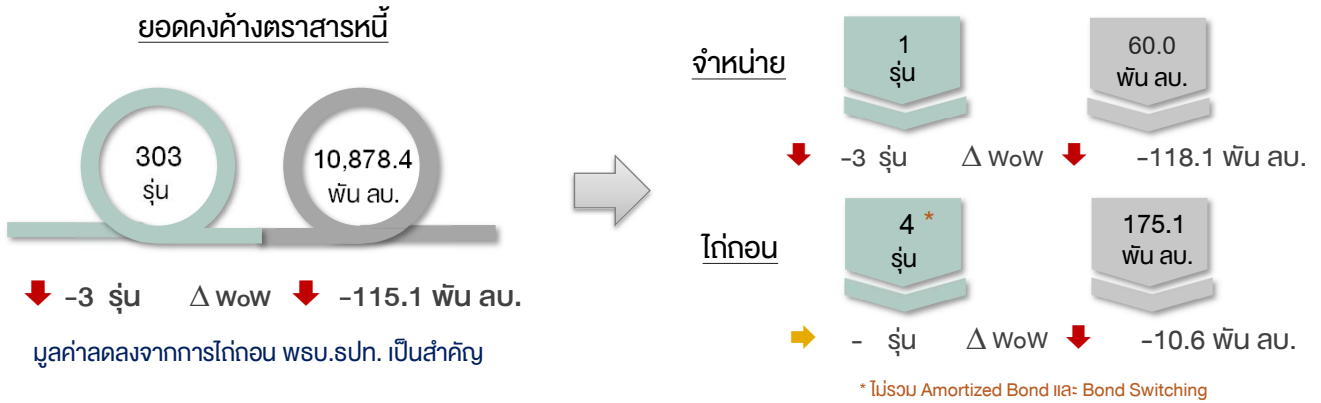 ยอดคงค้างตราสารหนี้
303
รุ่น
10,878.4
พัน ลบ.
-3 รุ่น Δ WoW -115.1 พัน ลบ.
มูลค่าลดลงจากการไถ่ถอน พธบ.ธปท. เป็นสำคัญ
จำหน่าย
1
รุ่น
60.0
พัน ลบ.
-3 รุ่น Δ WoW -118.1 พัน ลบ.
ไถ่ถอน
4 *
รุ่น
175.1
พัน ลบ.
- รุ่น Δ WoW -10.6 พัน ลบ.
* ไม่รวม Amortized Bond และ Bond Switching